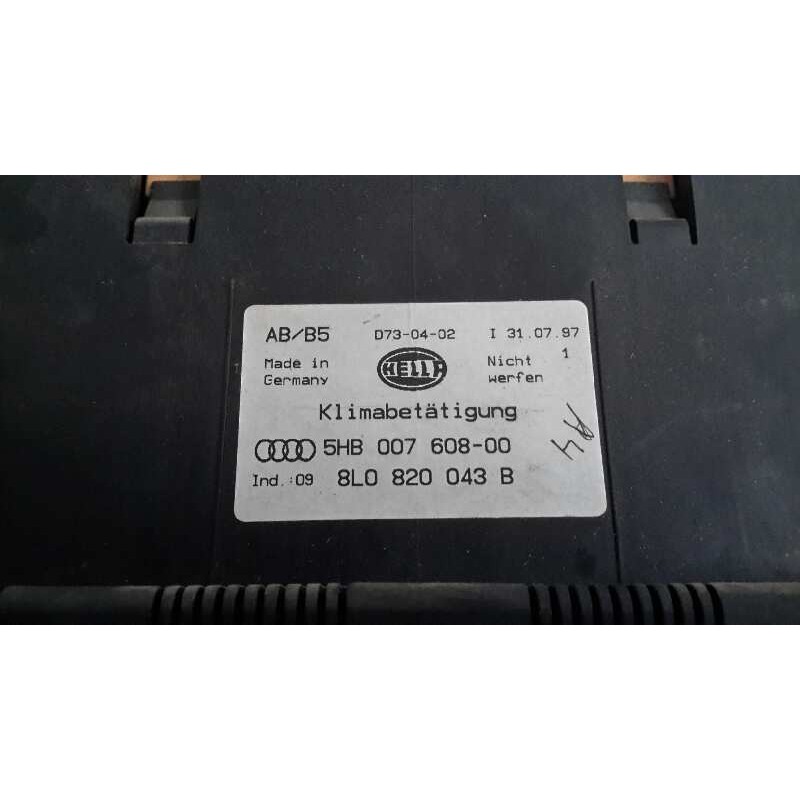 AB/B5 D73-04-02 I 31.07.97
Made in HELLA Nicht 1
Germany werfen
Klimabetätigung
5HB 007 608-00
Ind.:09 8L0 820 043 B